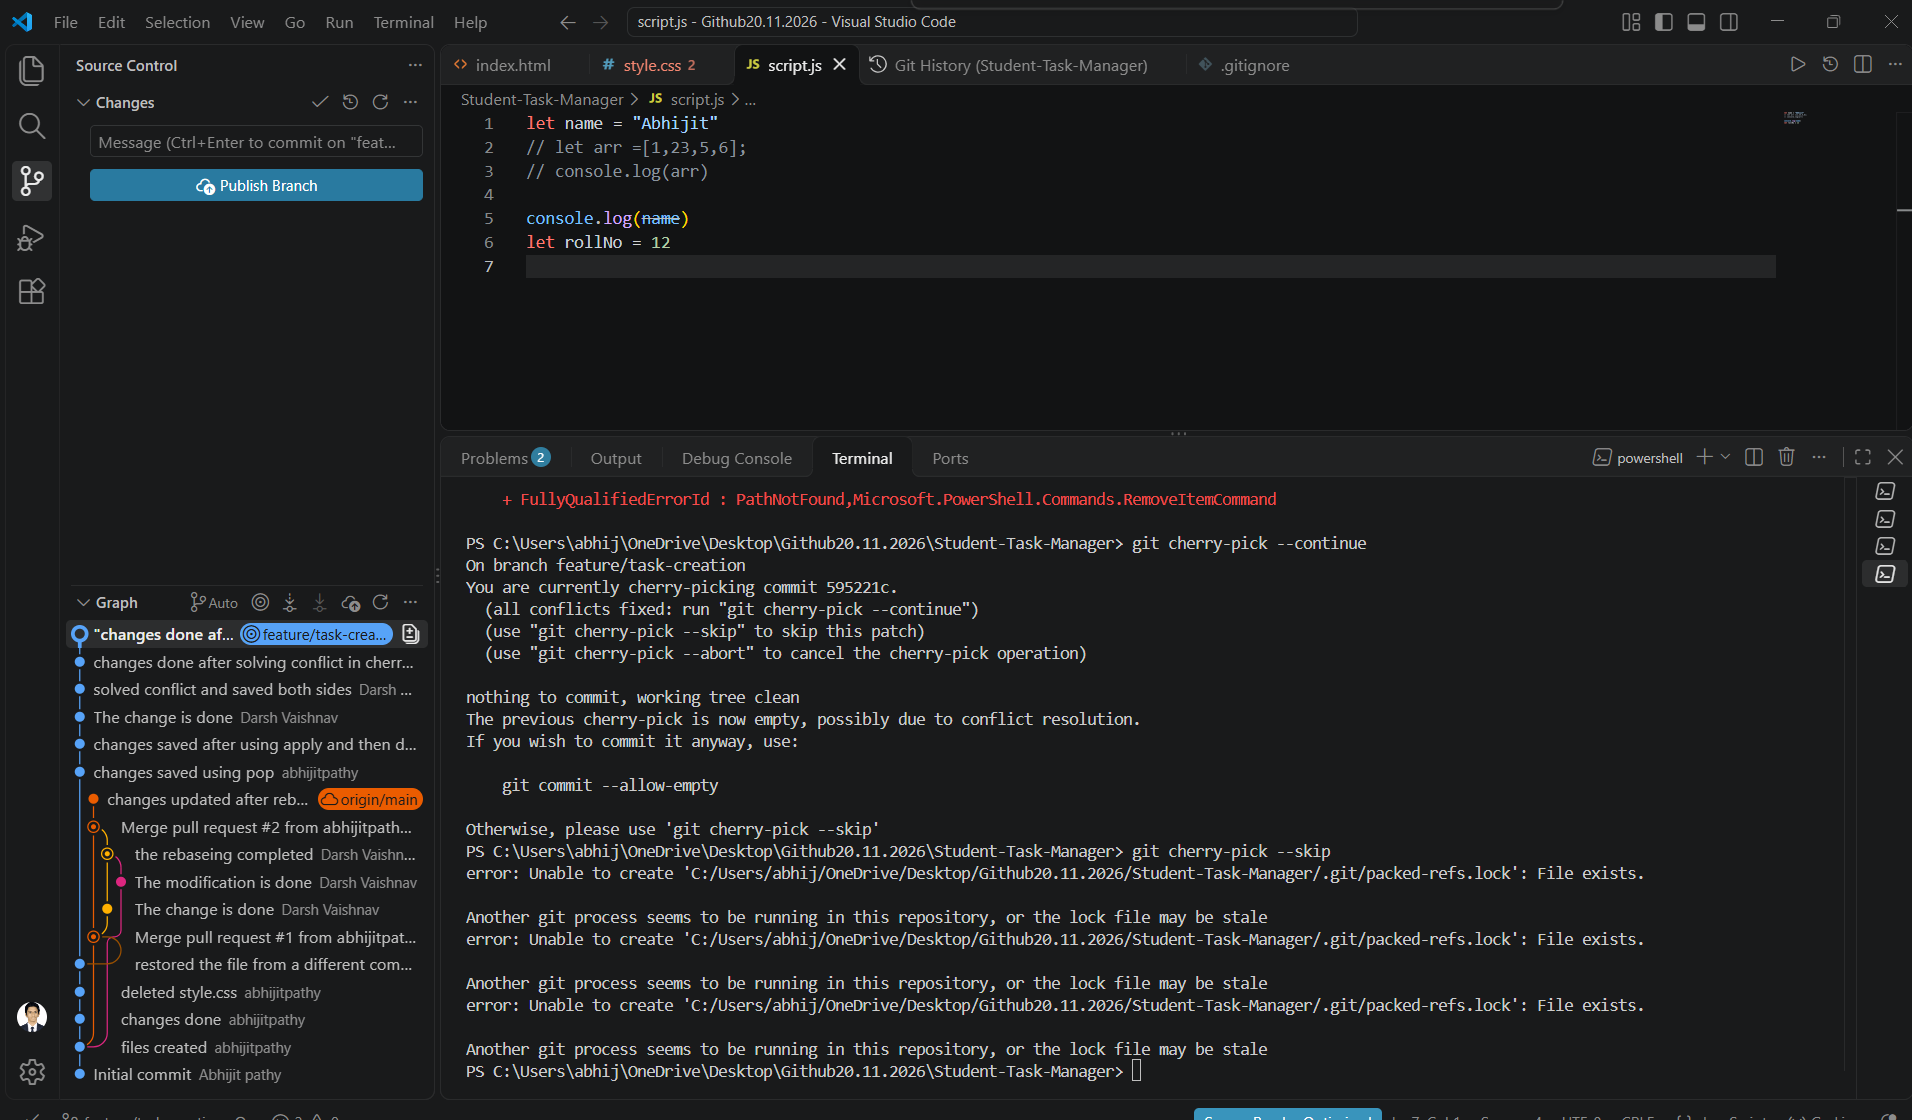 File Edit Selection View Go Run Terminal Help
script.js - Github20.11.2026 - Visual Studio Code
Source Control
Changes
Message (Ctrl+Enter to commit on "feat...
Publish Branch
index.html
# style.css 2
JS script.js
Git History (Student-Task-Manager)
.gitignore
Student-Task-Manager > JS script.js > ...
1 let name = "Abhijit"
2 // let arr =[1,23,5,6];
3 // console.log(arr)
4
5 console.log(name)
6 let rollNo = 12
7
Problems 2 Output Debug Console Terminal Ports
powershell
+ FullyQualifiedErrorId : PathNotFound,Microsoft.PowerShell.Commands.RemoveItemCommand
PS C:\Users\abhij\OneDrive\Desktop\Github20.11.2026\Student-Task-Manager> git cherry-pick --continue
On branch feature/task-creation
You are currently cherry-picking commit 595221c.
(all conflicts fixed: run "git cherry-pick --continue")
(use "git cherry-pick --skip" to skip this patch)
(use "git cherry-pick --abort" to cancel the cherry-pick operation)
nothing to commit, working tree clean
The previous cherry-pick is now empty, possibly due to conflict resolution.
If you wish to commit it anyway, use:
git commit --allow-empty
Otherwise, please use 'git cherry-pick --skip'
PS C:\Users\abhij\OneDrive\Desktop\Github20.11.2026\Student-Task-Manager> git cherry-pick --skip
error: Unable to create 'C:/Users/abhij/OneDrive/Desktop/Github20.11.2026/Student-Task-Manager/.git/packed-refs.lock': File exists.
Another git process seems to be running in this repository, or the lock file may be stale
error: Unable to create 'C:/Users/abhij/OneDrive/Desktop/Github20.11.2026/Student-Task-Manager/.git/packed-refs.lock': File exists.
Another git process seems to be running in this repository, or the lock file may be stale
error: Unable to create 'C:/Users/abhij/OneDrive/Desktop/Github20.11.2026/Student-Task-Manager/.git/packed-refs.lock': File exists.
Another git process seems to be running in this repository, or the lock file may be stale
PS C:\Users\abhij\OneDrive\Desktop\Github20.11.2026\Student-Task-Manager>
Graph Auto
"changes done af... feature/task-crea...
changes done after solving conflict in cherr...
solved conflict and saved both sides Darsh ...
The change is done Darsh Vaishnav
changes saved after using apply and then d...
changes saved using pop abhijitpathy
changes updated after reb... origin/main
Merge pull request #2 from abhijitpath...
the rebaseing completed Darsh Vaishn...
The modification is done Darsh Vaishnav
The change is done Darsh Vaishnav
Merge pull request #1 from abhijitpat...
restored the file from a different com...
deleted style.css abhijitpathy
changes done abhijitpathy
files created abhijitpathy
Initial commit Abhijit pathy